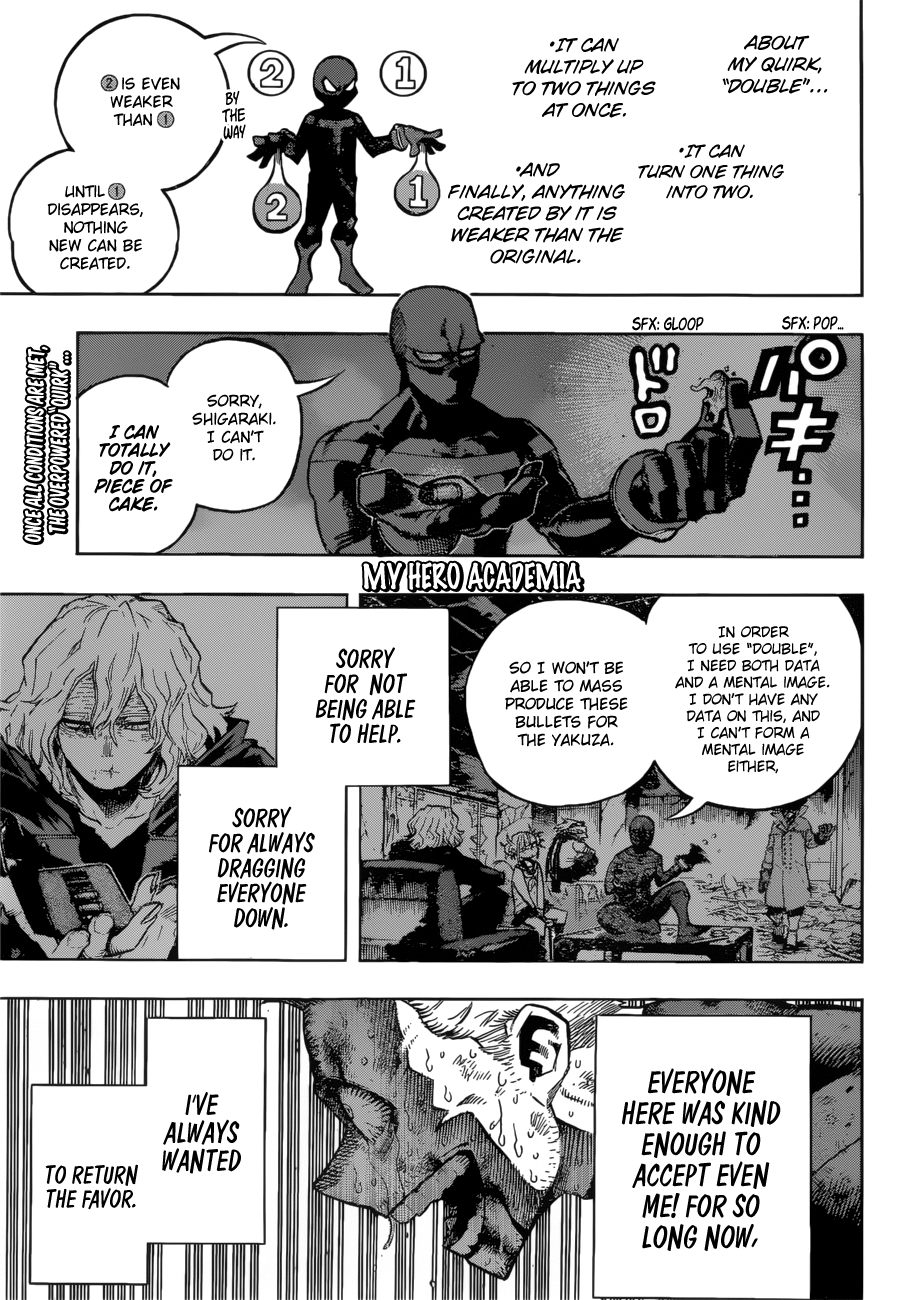 ABOUT
MY QUIRK,
"DOUBLE"...
•IT CAN
MULTIPLY UP
TO TWO THINGS
AT ONCE.
•IT CAN
TURN ONE THING
INTO TWO.
•AND
FINALLY, ANYTHING
CREATED BY IT IS
WEAKER THAN THE
ORIGINAL.
① 
②
1
2
BY
THE
WAY
② IS EVEN
WEAKER
THAN ①
UNTIL ①
DISAPPEARS,
NOTHING
NEW CAN BE
CREATED.
SFX: POP...
パキ...
SFX: GLOOP
ドロ
SORRY,
SHIGARAKI.
I CAN'T
DO IT.
I CAN
TOTALLY
DO IT,
PIECE OF
CAKE.
ONCE ALL CONDITIONS ARE MET,
THE OVERPOWERED "QUIRK"...
MY HERO ACADEMIA
IN ORDER
TO USE "DOUBLE",
I NEED BOTH DATA
AND A MENTAL IMAGE.
I DON'T HAVE ANY
DATA ON THIS, AND
I CAN'T FORM A
MENTAL IMAGE
EITHER,
SO I WON'T BE
ABLE TO MASS
PRODUCE THESE
BULLETS FOR
THE YAKUZA.
SORRY
FOR NOT
BEING ABLE
TO HELP.
SORRY
FOR ALWAYS
DRAGGING
EVERYONE
DOWN.
EVERYONE
HERE WAS KIND
ENOUGH TO
ACCEPT EVEN
ME! FOR SO
LONG NOW,
I'VE
ALWAYS
WANTED
TO RETURN
THE FAVOR.